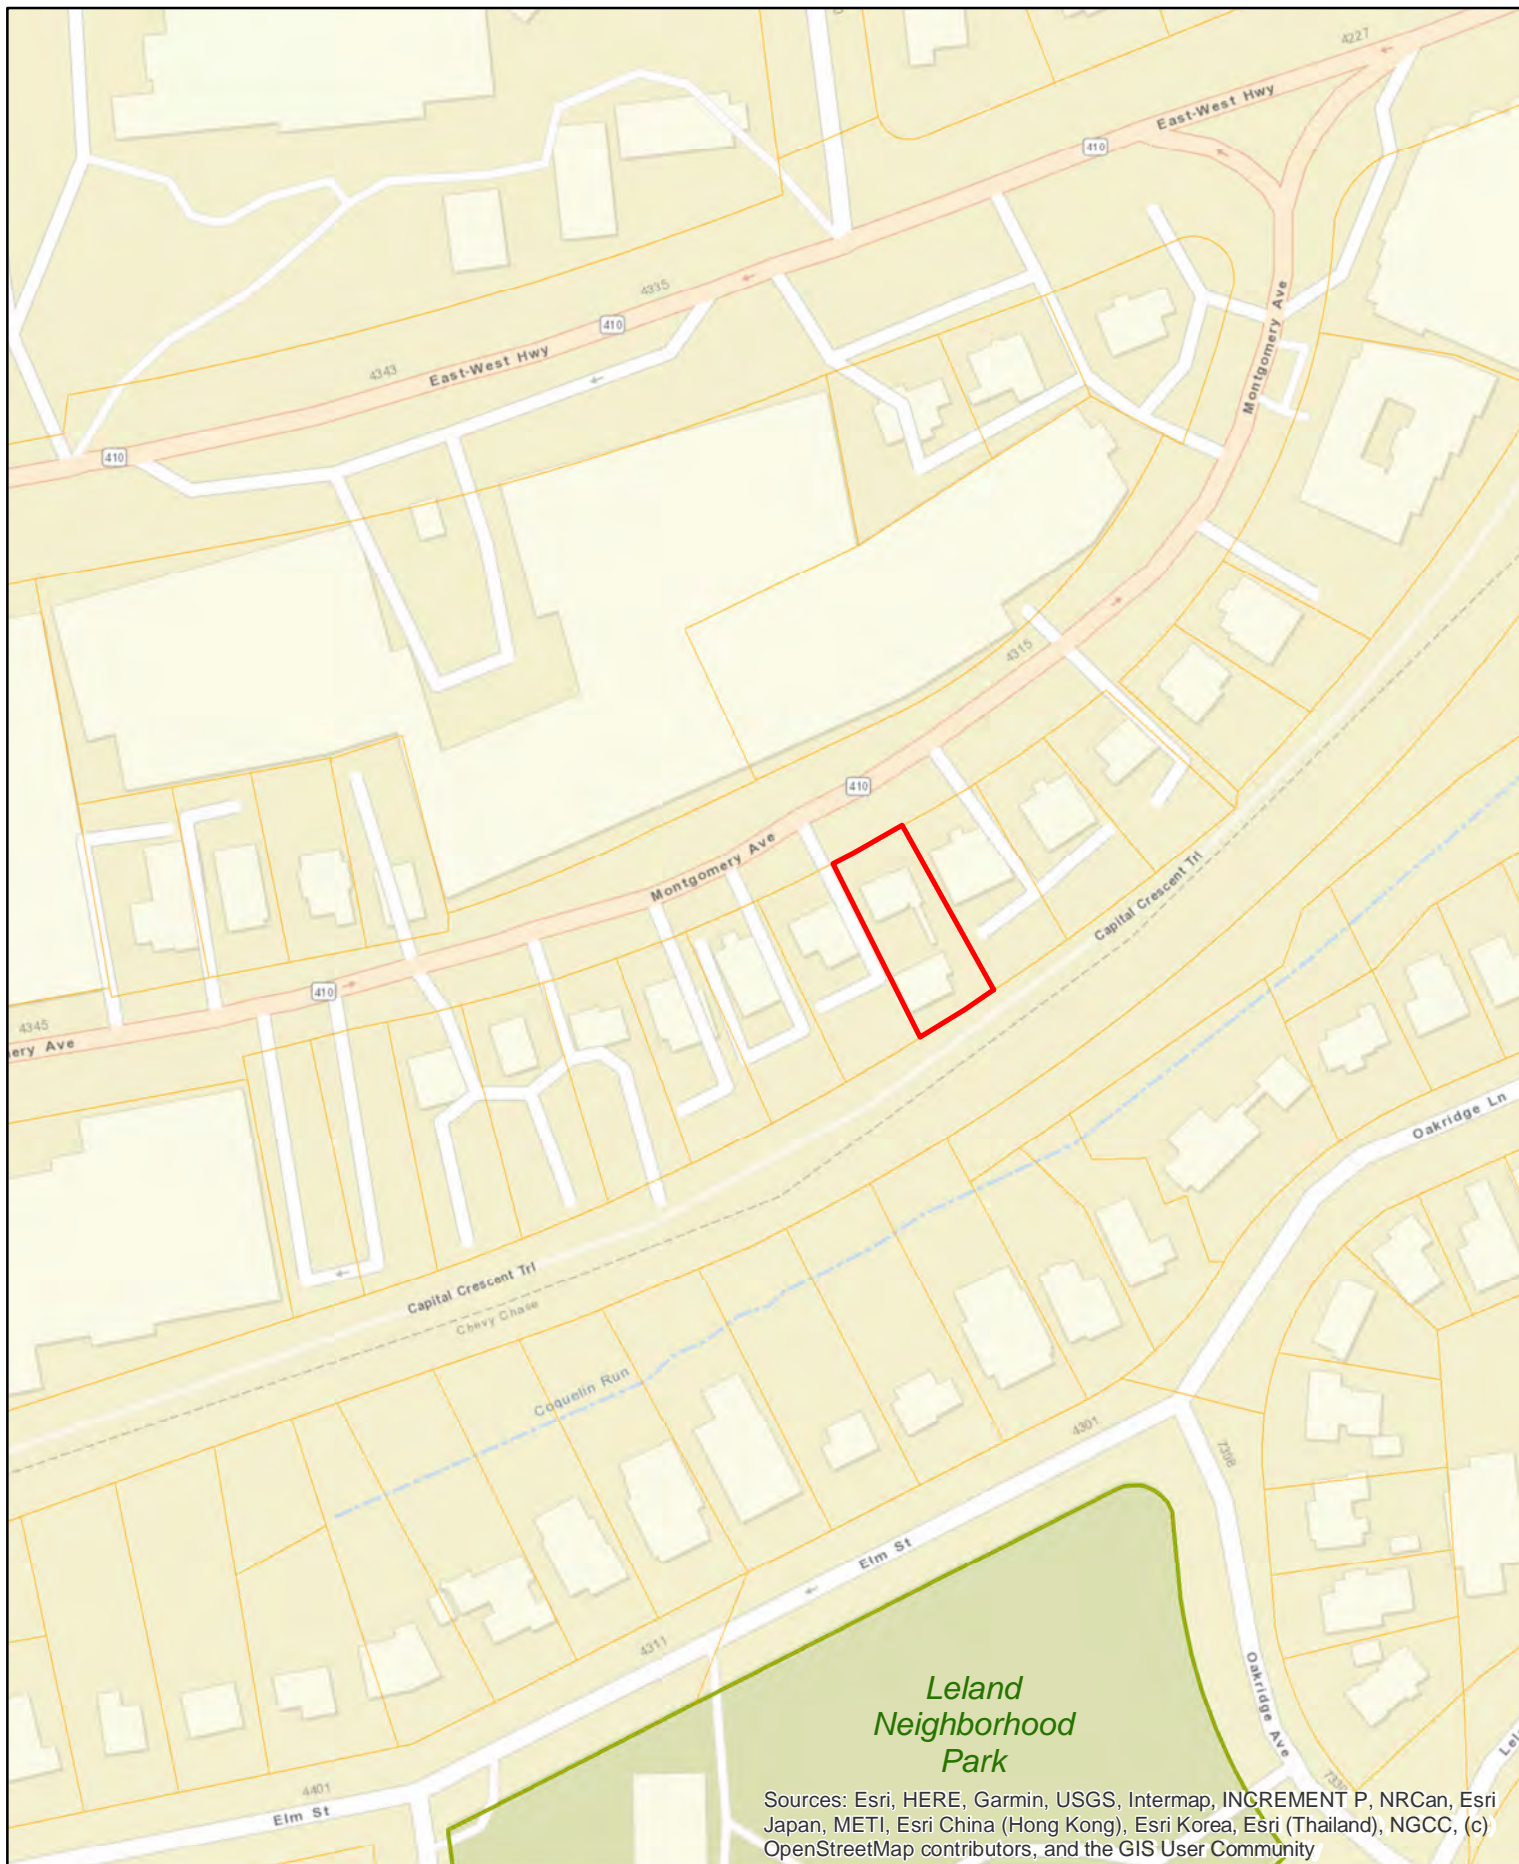 4227
East-West Hwy
410
4335
410
East-West Hwy
4343
410
Montgomery Ave
4315
410
Montgomery Ave
410
4345
ery Ave
Capital Crescent Trl
Capital Crescent Trl
Chevy Chase
Oakridge Ln
Coquelin Run
4301
7398
Elm St
4311
Oakridge Ave
Leland
Neighborhood
Park
4401
Elm St
Lel
Sources: Esri, HERE, Garmin, USGS, Intermap, INCREMENT P, NRCan, Esri
Japan, METI, Esri China (Hong Kong), Esri Korea, Esri (Thailand), NGCC, (c)
OpenStreetMap contributors, and the GIS User Community